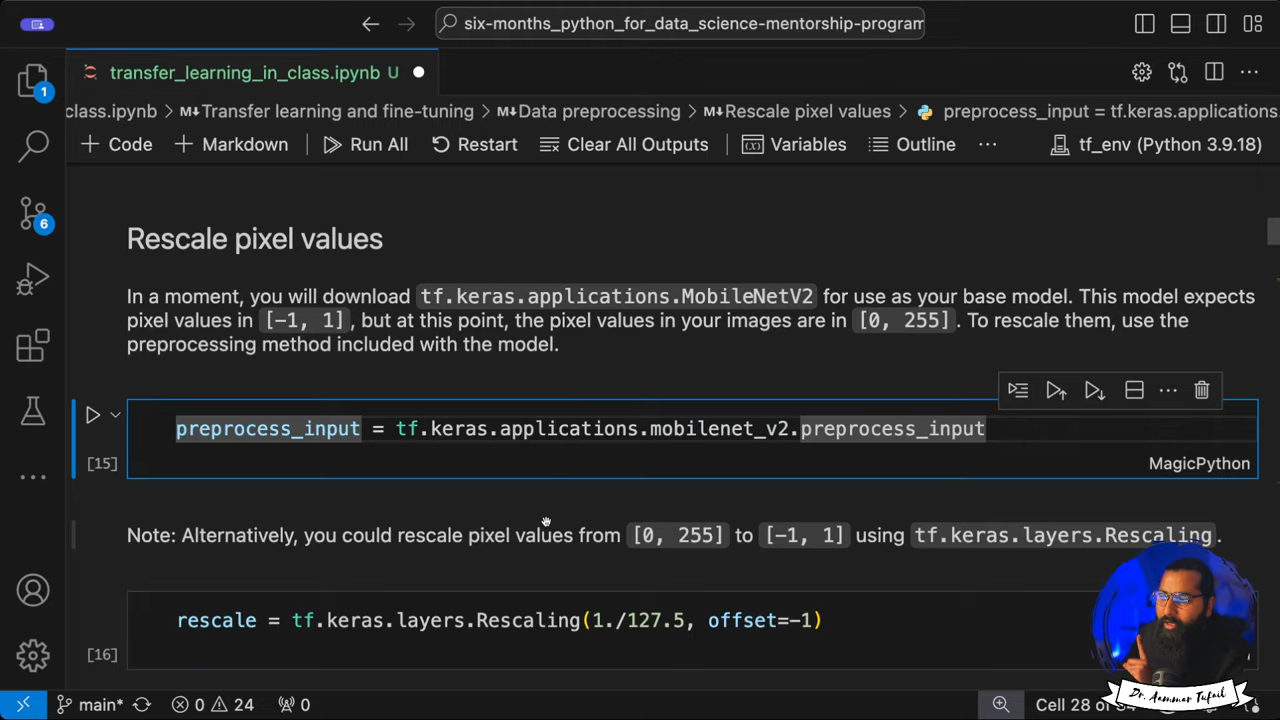 six-months_python_for_data_science-mentorship-program
transfer_learning_in_class.ipynb U
class.ipynb > Transfer learning and fine-tuning > Data preprocessing > Rescale pixel values > preprocess_input = tf.keras.applications
+ Code + Markdown Run All Restart Clear All Outputs Variables Outline ... tf_env (Python 3.9.18)
Rescale pixel values
In a moment, you will download tf.keras.applications.MobileNetV2 for use as your base model. This model expects
pixel values in [-1, 1], but at this point, the pixel values in your images are in [0, 255]. To rescale them, use the
preprocessing method included with the model.
preprocess_input = tf.keras.applications.mobilenet_v2.preprocess_input
[15] MagicPython
Note: Alternatively, you could rescale pixel values from [0, 255] to [-1, 1] using tf.keras.layers.Rescaling.
rescale = tf.keras.layers.Rescaling(1./127.5, offset=-1)
[16]
Dr. Aammar Tufail
main* 0 24 0 Cell 28 of
1
6